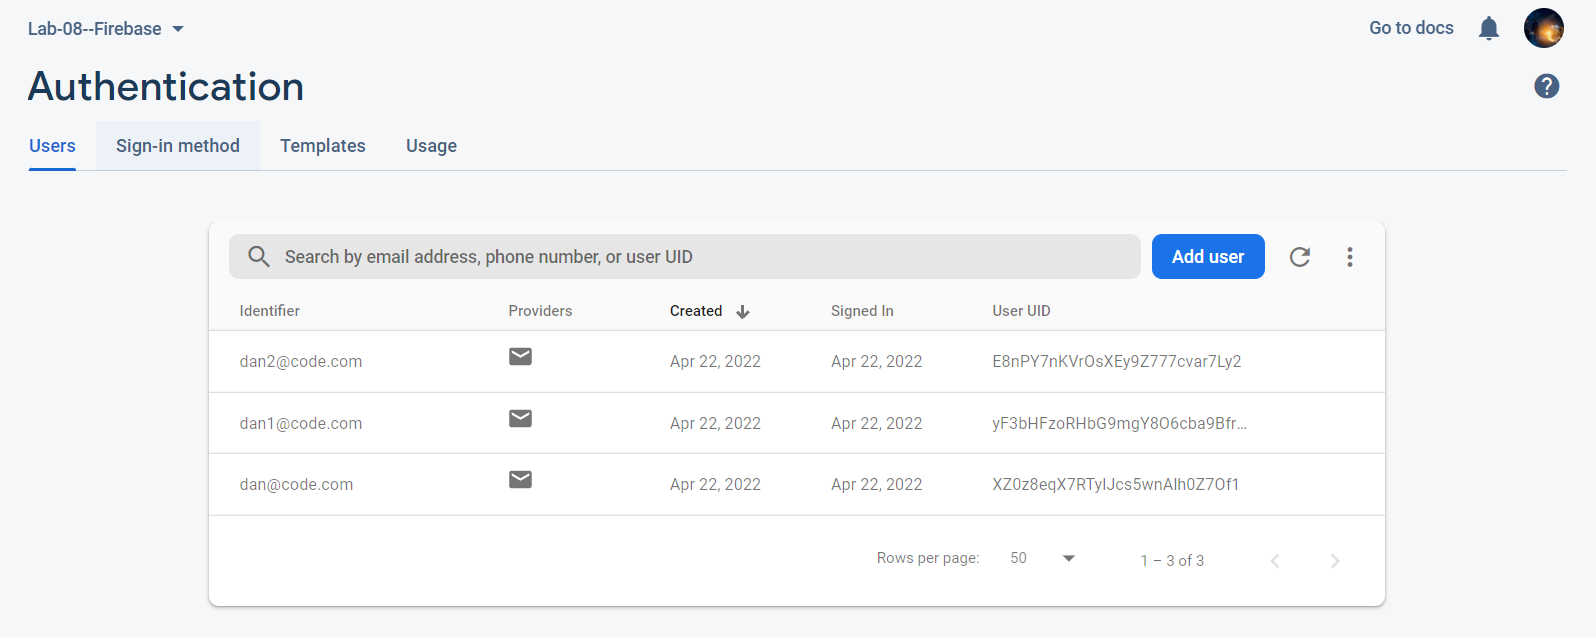 Lab-08--Firebase
Go to docs
Authentication
?
Users Sign-in method Templates Usage
Search by email address, phone number, or user UID
Add user
Identifier Providers Created Signed In User UID
dan2@code.com Apr 22, 2022 Apr 22, 2022 E8nPY7nKVrOsXEy9Z777cvar7Ly2
dan1@code.com Apr 22, 2022 Apr 22, 2022 yF3bHFzoRHbG9mgY8O6cba9Bfr...
dan@code.com Apr 22, 2022 Apr 22, 2022 XZ0z8eqX7RTyIJcs5wnAlh0Z7Of1
Rows per page: 50 1 – 3 of 3